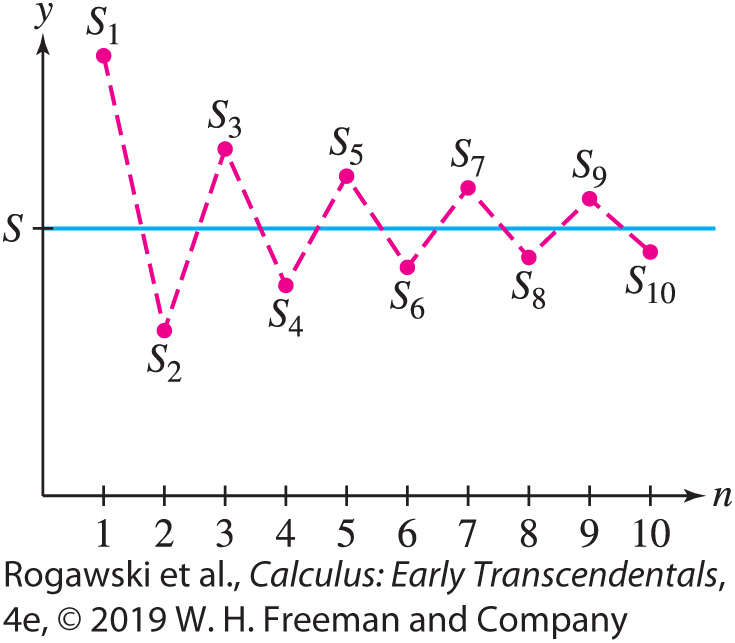 y
S₁
S₃
S₅
S₇
S₉
S
S₂
S₄
S₆
S₈
S₁₀
n
1 2 3 4 5 6 7 8 9 10
Rogawski et al., Calculus: Early Transcendentals,
4e, © 2019 W. H. Freeman and Company